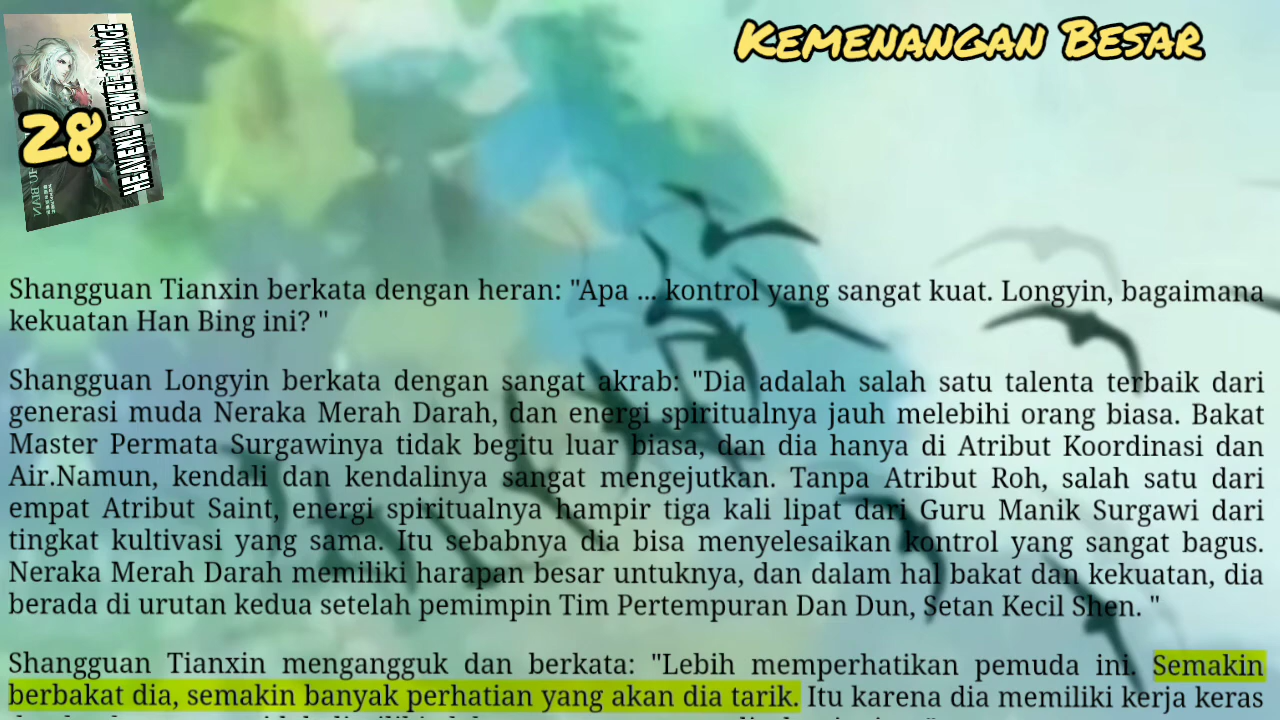 Kemenangan Besar
HEAVENLY JEWEL CHANGE
28
Shangguan Tianxin berkata dengan heran: "Apa ... kontrol yang sangat kuat. Longyin, bagaimana
kekuatan Han Bing ini? "
Shangguan Longyin berkata dengan sangat akrab: "Dia adalah salah satu talenta terbaik dari
generasi muda Neraka Merah Darah, dan energi spiritualnya jauh melebihi orang biasa. Bakat
Master Permata Surgawinya tidak begitu luar biasa, dan dia hanya di Atribut Koordinasi dan
Air.Namun, kendali dan kendalinya sangat mengejutkan. Tanpa Atribut Roh, salah satu dari
empat Atribut Saint, energi spiritualnya hampir tiga kali lipat dari Guru Manik Surgawi dari
tingkat kultivasi yang sama. Itu sebabnya dia bisa menyelesaikan kontrol yang sangat bagus.
Neraka Merah Darah memiliki harapan besar untuknya, dan dalam hal bakat dan kekuatan, dia
berada di urutan kedua setelah pemimpin Tim Pertempuran Dan Dun, Setan Kecil Shen. "
Shangguan Tianxin mengangguk dan berkata: "Lebih memperhatikan pemuda ini. Semakin
berbakat dia, semakin banyak perhatian yang akan dia tarik. Itu karena dia memiliki kerja keras